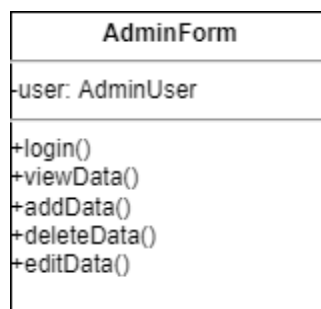 AdminForm
-user: AdminUser
+login()
+viewData()
+addData()
+deleteData()
+editData()